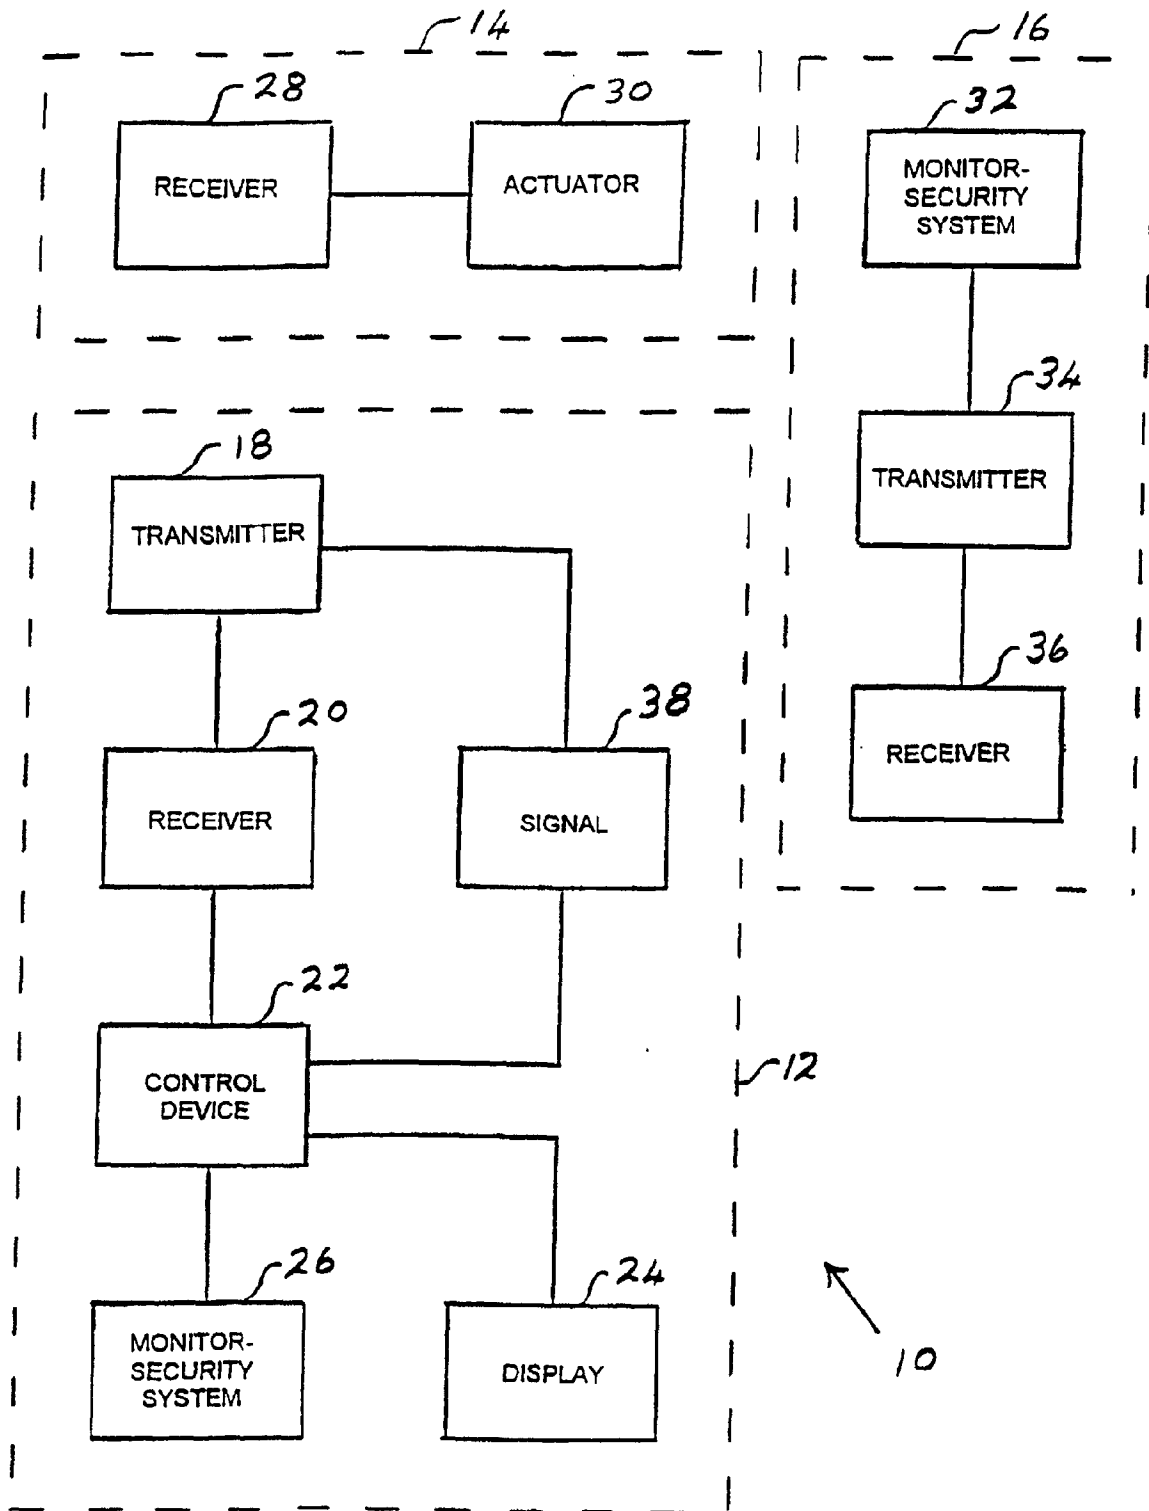 14
16
28
30
32
RECEIVER
ACTUATOR
MONITOR-
SECURITY
SYSTEM
34
TRANSMITTER
18
TRANSMITTER
36
RECEIVER
20
38
RECEIVER
SIGNAL
22
CONTROL
DEVICE
12
26
24
MONITOR-
SECURITY
SYSTEM
DISPLAY
10